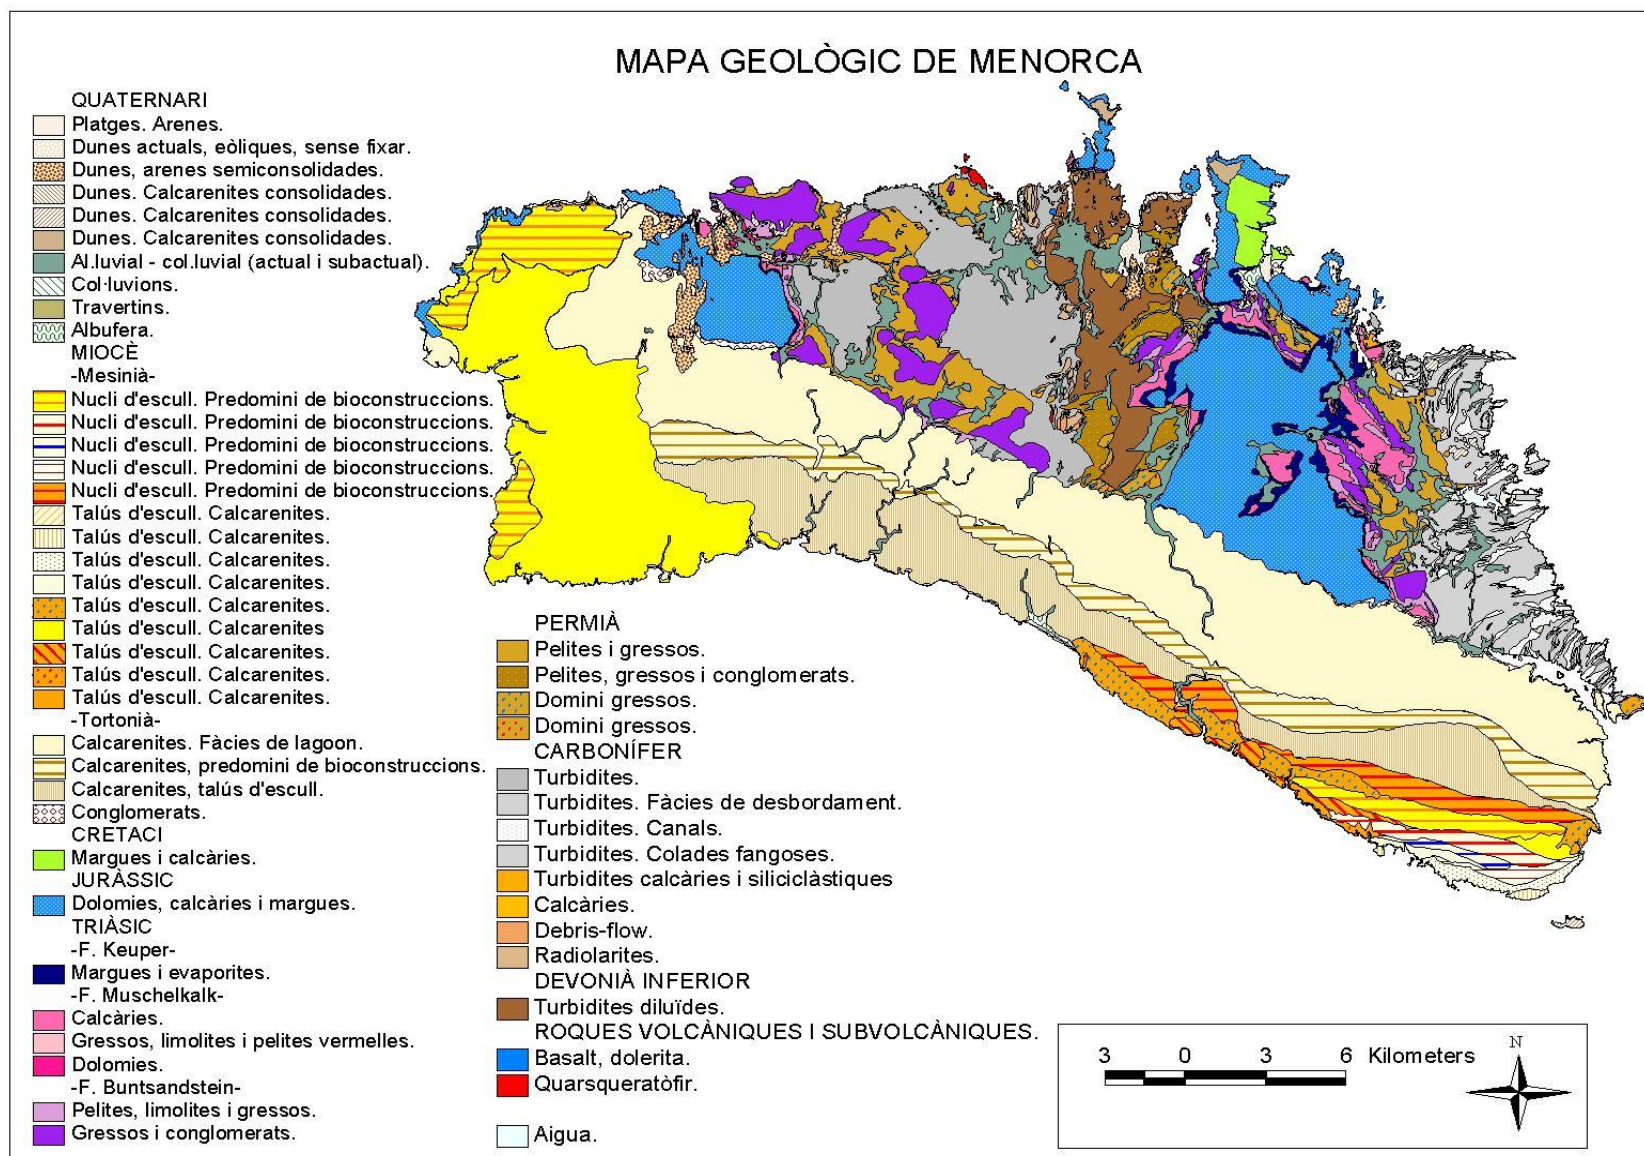 MAPA GEOLÒGIC DE MENORCA
QUATERNARI
Platges. Arenes.
Dunes actuals, eòliques, sense fixar.
Dunes, arenes semiconsolidades.
Dunes. Calcarenites consolidades.
Dunes. Calcarenites consolidades.
Dunes. Calcarenites consolidades.
Al.luvial - col.luvial (actual i subactual).
Col·luvions.
Travertins.
Albufera.
MIOCÈ
-Mesinià-
Nucli d'escull. Predomini de bioconstruccions.
Nucli d'escull. Predomini de bioconstruccions.
Nucli d'escull. Predomini de bioconstruccions.
Nucli d'escull. Predomini de bioconstruccions.
Nucli d'escull. Predomini de bioconstruccions.
Talús d'escull. Calcarenites.
Talús d'escull. Calcarenites.
Talús d'escull. Calcarenites.
Talús d'escull. Calcarenites.
Talús d'escull. Calcarenites.
Talús d'escull. Calcarenites
Talús d'escull. Calcarenites.
Talús d'escull. Calcarenites.
Talús d'escull. Calcarenites.
-Tortonià-
Calcarenites. Fàcies de lagoon.
Calcarenites, predomini de bioconstruccions.
Calcarenites, talús d'escull.
Conglomerats.
CRETACI
Margues i calcàries.
JURÀSSIC
Dolomies, calcàries i margues.
TRIÀSIC
-F. Keuper-
Margues i evaporites.
-F. Muschelkalk-
Calcàries.
Gressos, limolites i pelites vermelles.
Dolomies.
-F. Buntsandstein-
Pelites, limolites i gressos.
Gressos i conglomerats.
PERMIÀ
Pelites i gressos.
Pelites, gressos i conglomerats.
Domini gressos.
Domini gressos.
CARBONÍFER
Turbidites.
Turbidites. Fàcies de desbordament.
Turbidites. Canals.
Turbidites. Colades fangoses.
Turbidites calcàries i siliciclàstiques
Calcàries.
Debris-flow.
Radiolarites.
DEVONIÀ INFERIOR
Turbidites diluïdes.
ROQUES VOLCÀNIQUES I SUBVOLCÀNIQUES.
Basalt, dolerita.
Quarsqueratòfir.
Aigua.
3 0 3 6 Kilometers
N